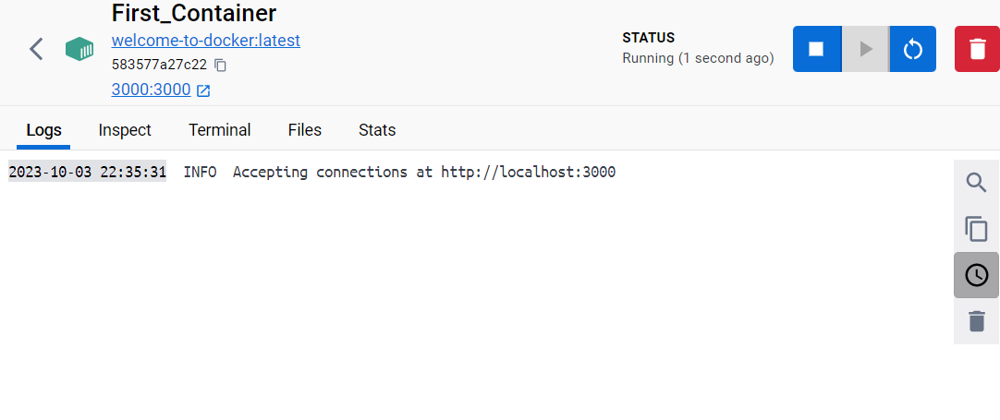 First_Container
welcome-to-docker:latest
583577a27c22
3000:3000
STATUS
Running (1 second ago)
Logs Inspect Terminal Files Stats
2023-10-03 22:35:31 INFO Accepting connections at http://localhost:3000